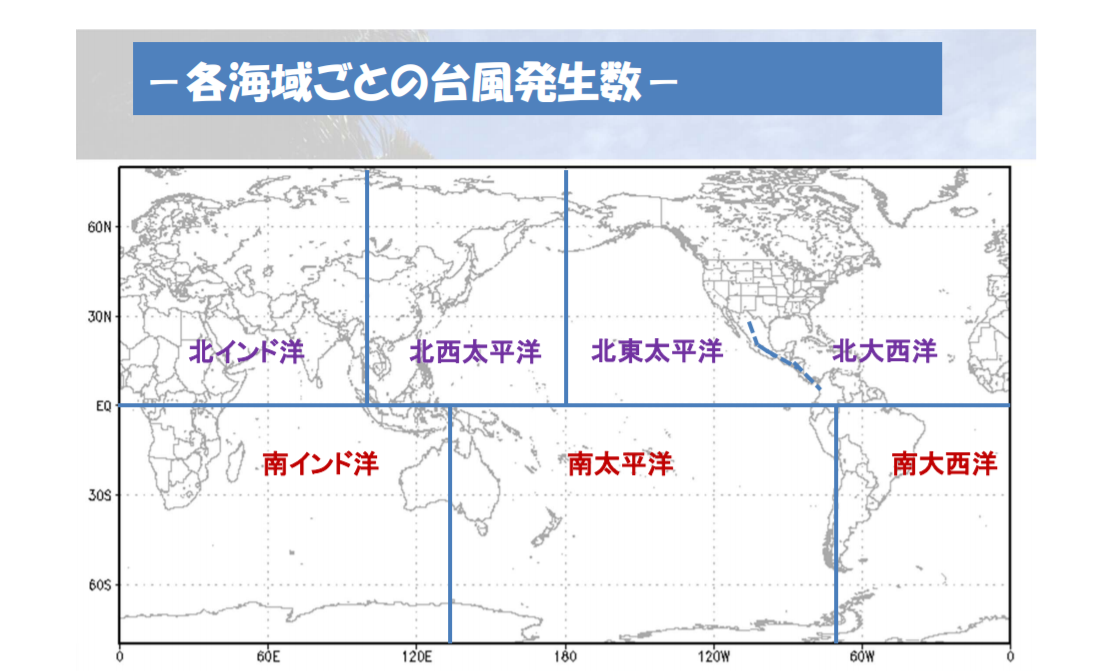 －各海域ごとの台風発生数－
60N
30N
北インド洋
北西太平洋
北東太平洋
北大西洋
EQ
南インド洋
南太平洋
南大西洋
30S
60S
0 60E 120E 180 120W 60W 0